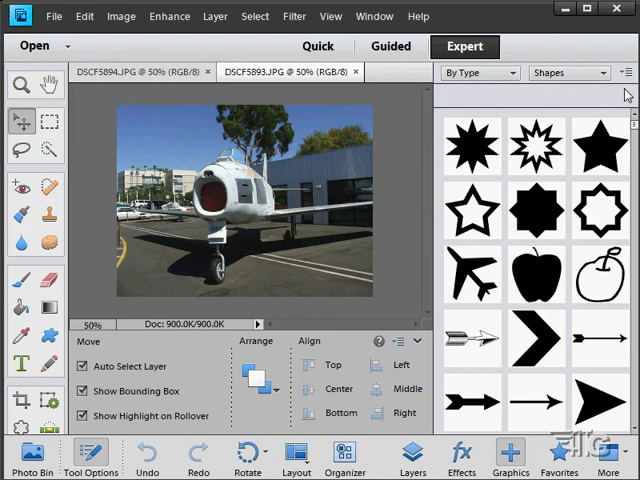 File Edit Image Enhance Layer Select Filter View Window Help
Open Quick Guided Expert
DSCF5894.JPG @ 50% (RGB/8) × DSCF5893.JPG @ 50% (RGB/8) ×
By Type Shapes
50% Doc: 900.0K/900.0K
Move Arrange Align
Auto Select Layer Top Left
Show Bounding Box Center Middle
Show Highlight on Rollover Bottom Right
Photo Bin Tool Options Undo Redo Rotate Layout Organizer Layers Effects Graphics Favorites More